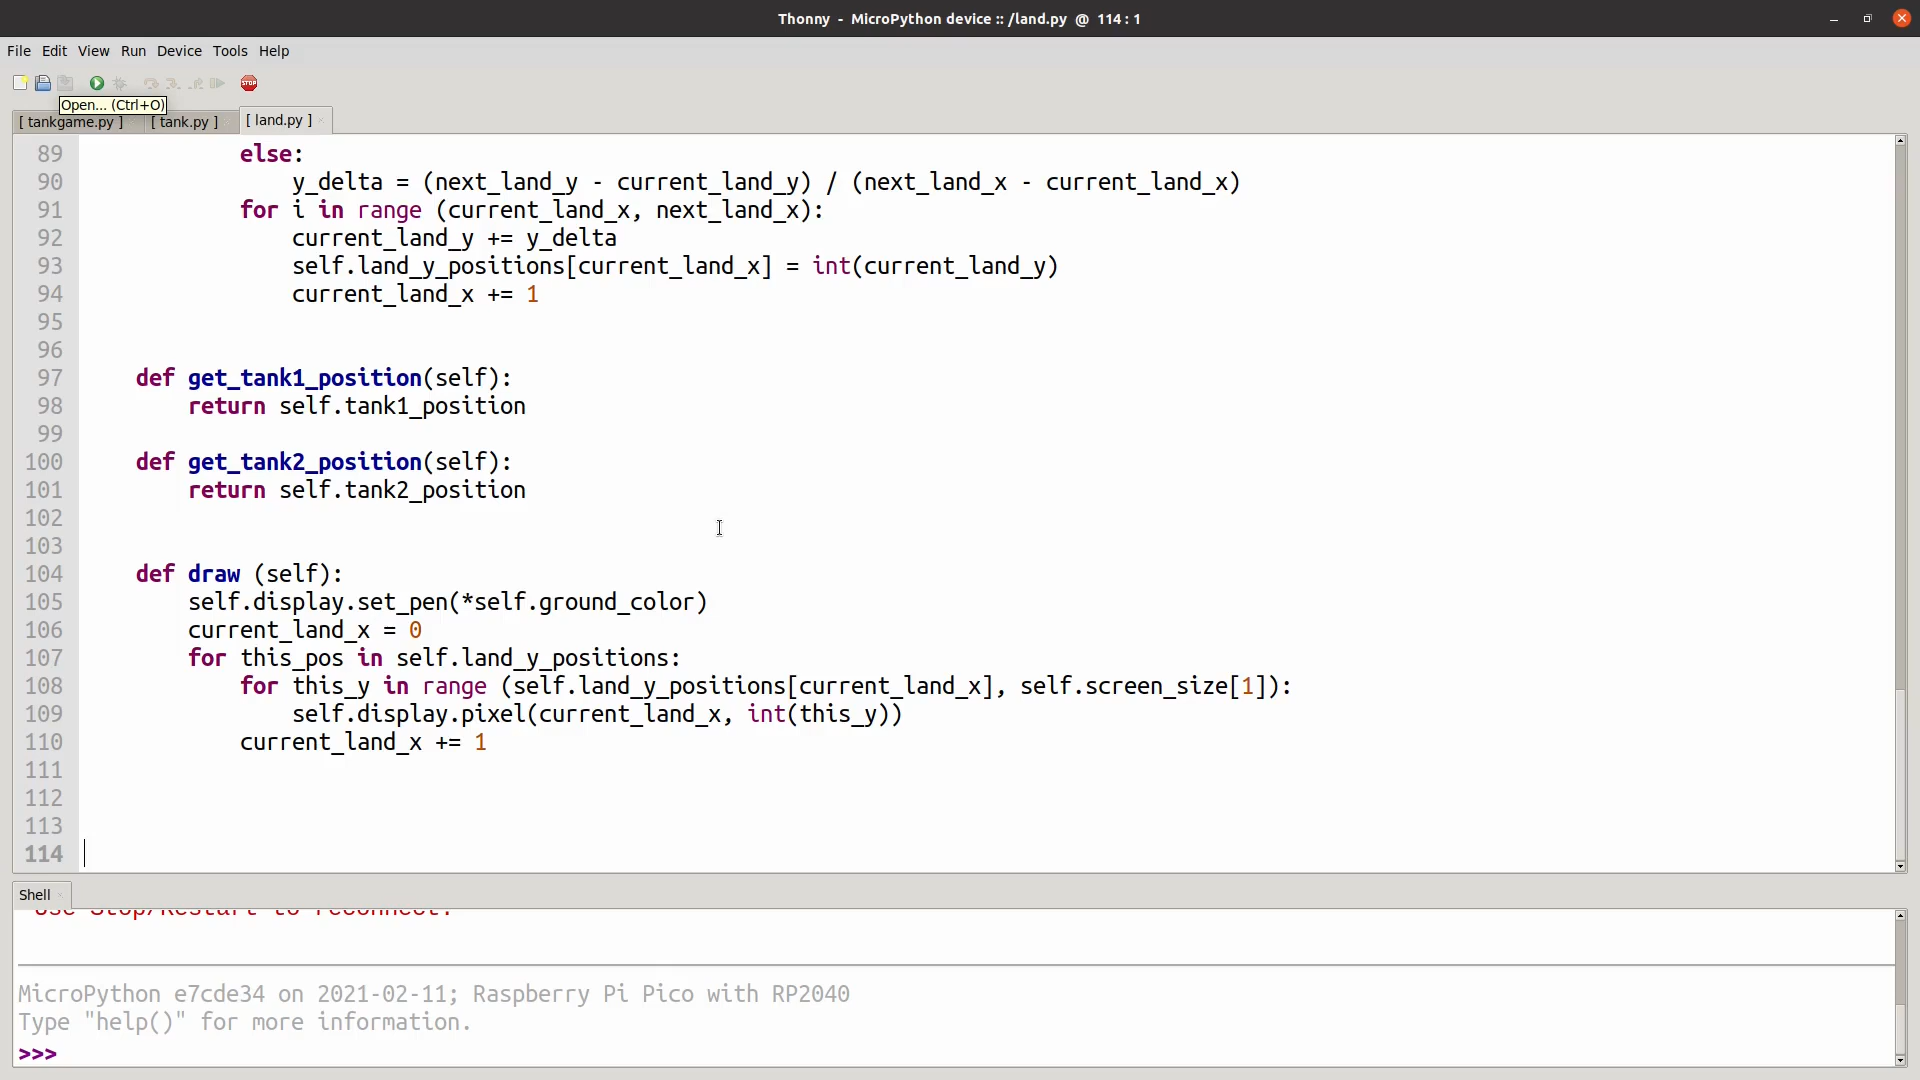 Thonny - MicroPython device :: /land.py @ 114 : 1
File Edit View Run Device Tools Help
STOP
Open... (Ctrl+O)
[ tankgame.py ] [ tank.py ] [ land.py ]
89 else:
90 y_delta = (next_land_y - current_land_y) / (next_land_x - current_land_x)
91 for i in range (current_land_x, next_land_x):
92 current_land_y += y_delta
93 self.land_y_positions[current_land_x] = int(current_land_y)
94 current_land_x += 1
95
96
97 def get_tank1_position(self):
98 return self.tank1_position
99
100 def get_tank2_position(self):
101 return self.tank2_position
102
103
104 def draw (self):
105 self.display.set_pen(*self.ground_color)
106 current_land_x = 0
107 for this_pos in self.land_y_positions:
108 for this_y in range (self.land_y_positions[current_land_x], self.screen_size[1]):
109 self.display.pixel(current_land_x, int(this_y))
110 current_land_x += 1
111
112
113
114
Shell
Use Stop/Restart to reconnect.
MicroPython e7cde34 on 2021-02-11; Raspberry Pi Pico with RP2040
Type "help()" for more information.
>>>